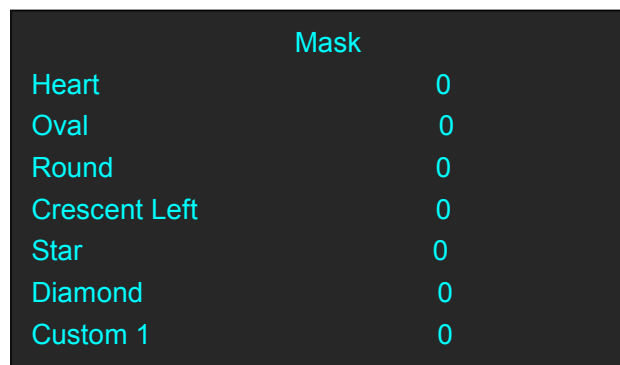 Mask
Heart 0
Oval 0
Round 0
Crescent Left 0
Star 0
Diamond 0
Custom 1 0